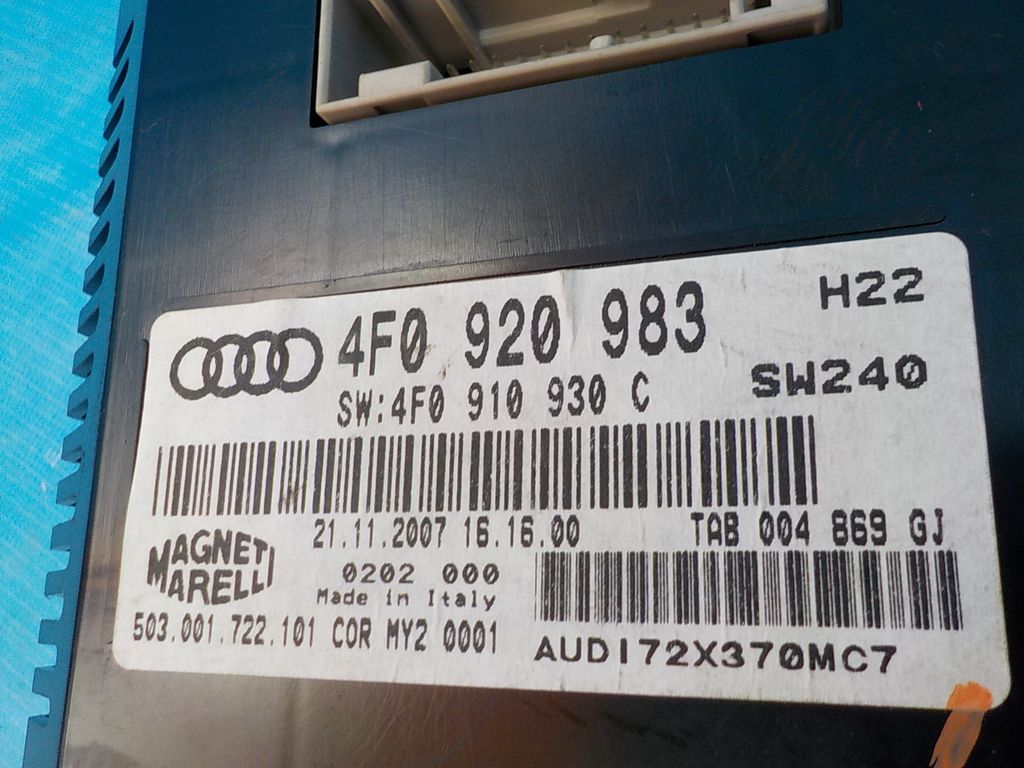 4F0 920 983 H22
SW:4F0 910 930 C SW240
21.11.2007 16.16.00 TAB 004 869 GJ
MAGNETI
MARELLI
0202 000
Made in Italy
503.001.722.101 COR MY2 0001
AUDI72X370MC7